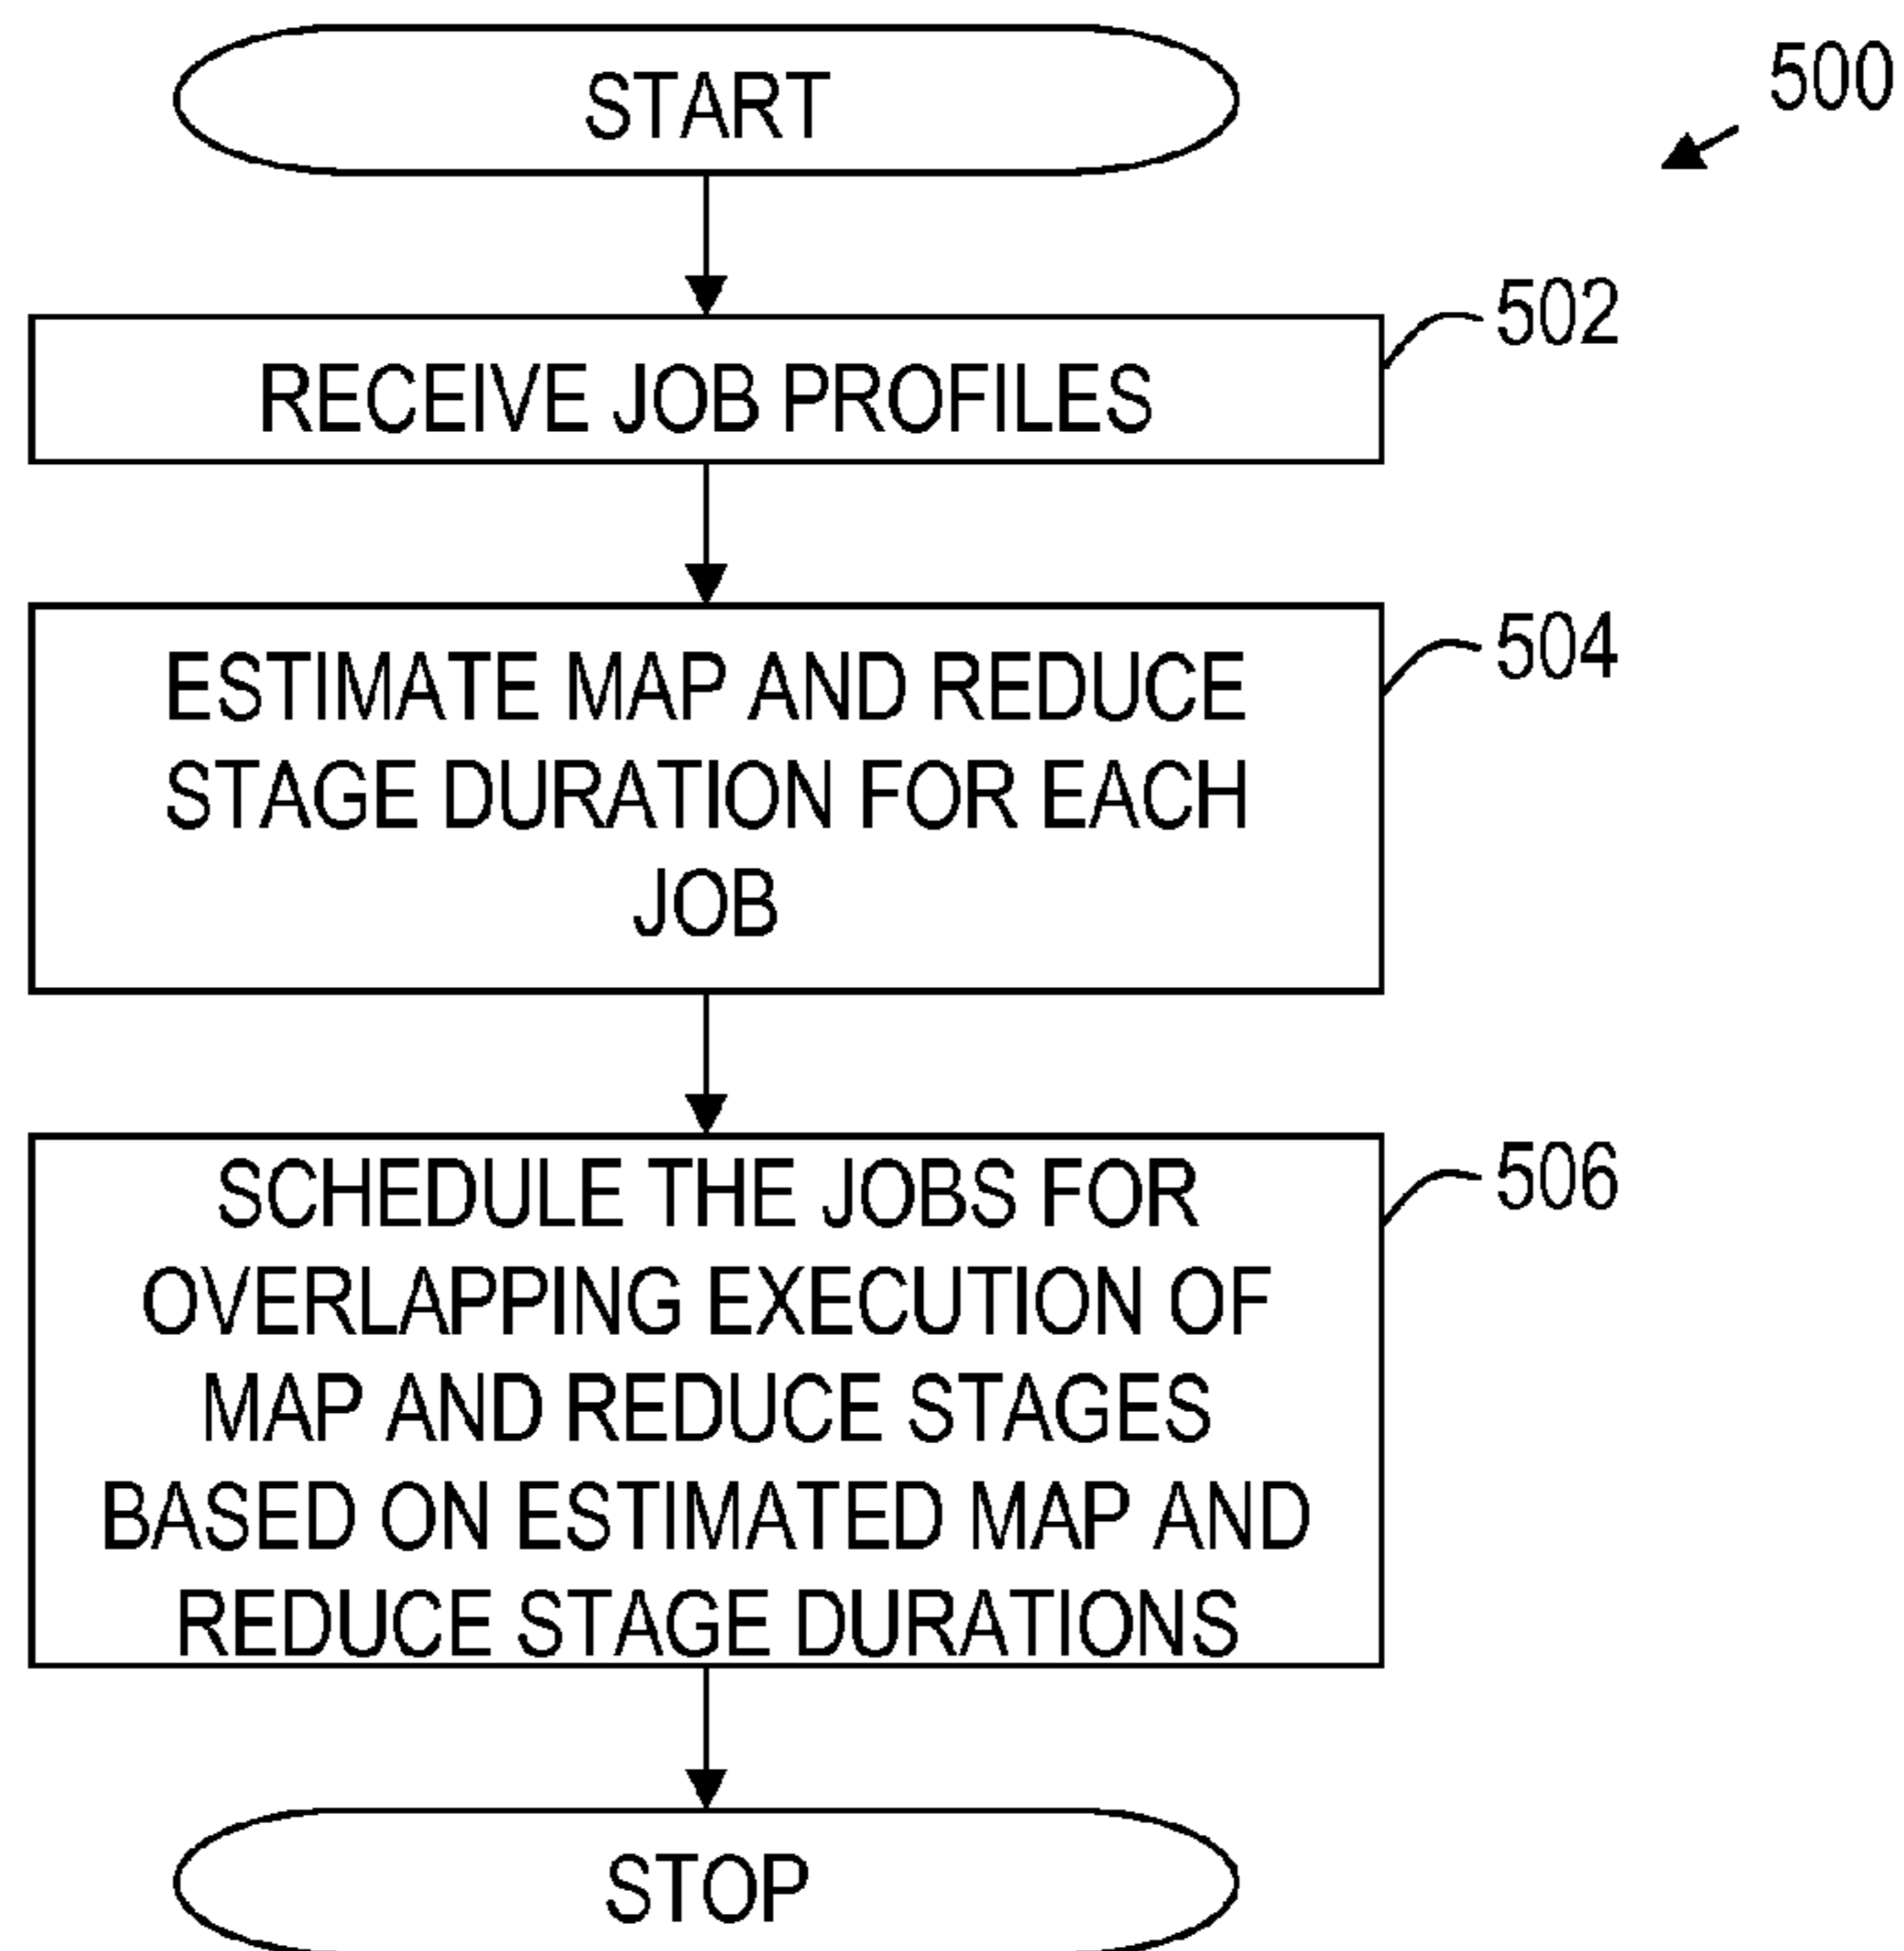 START
500
RECEIVE JOB PROFILES
502
ESTIMATE MAP AND REDUCE
STAGE DURATION FOR EACH
JOB
504
SCHEDULE THE JOBS FOR
OVERLAPPING EXECUTION OF
MAP AND REDUCE STAGES
BASED ON ESTIMATED MAP AND
REDUCE STAGE DURATIONS
506
STOP